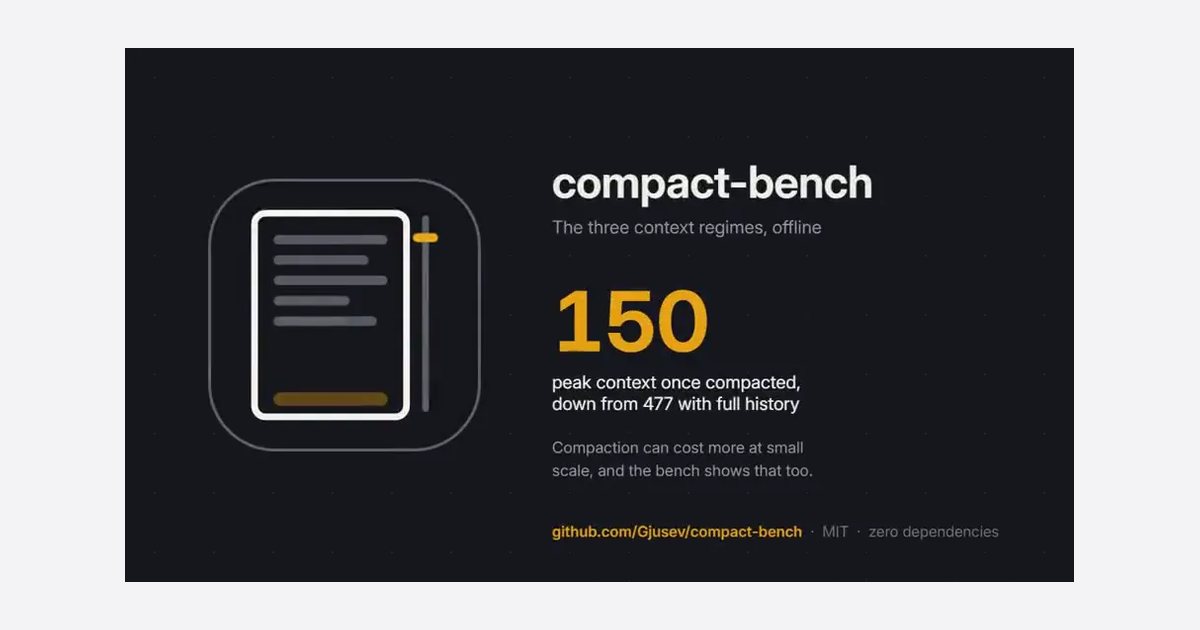 compact-bench
The three context regimes, offline
150
peak context once compacted,
down from 477 with full history
Compaction can cost more at small
scale, and the bench shows that too.
github.com/Gjusev/compact-bench · MIT · zero dependencies